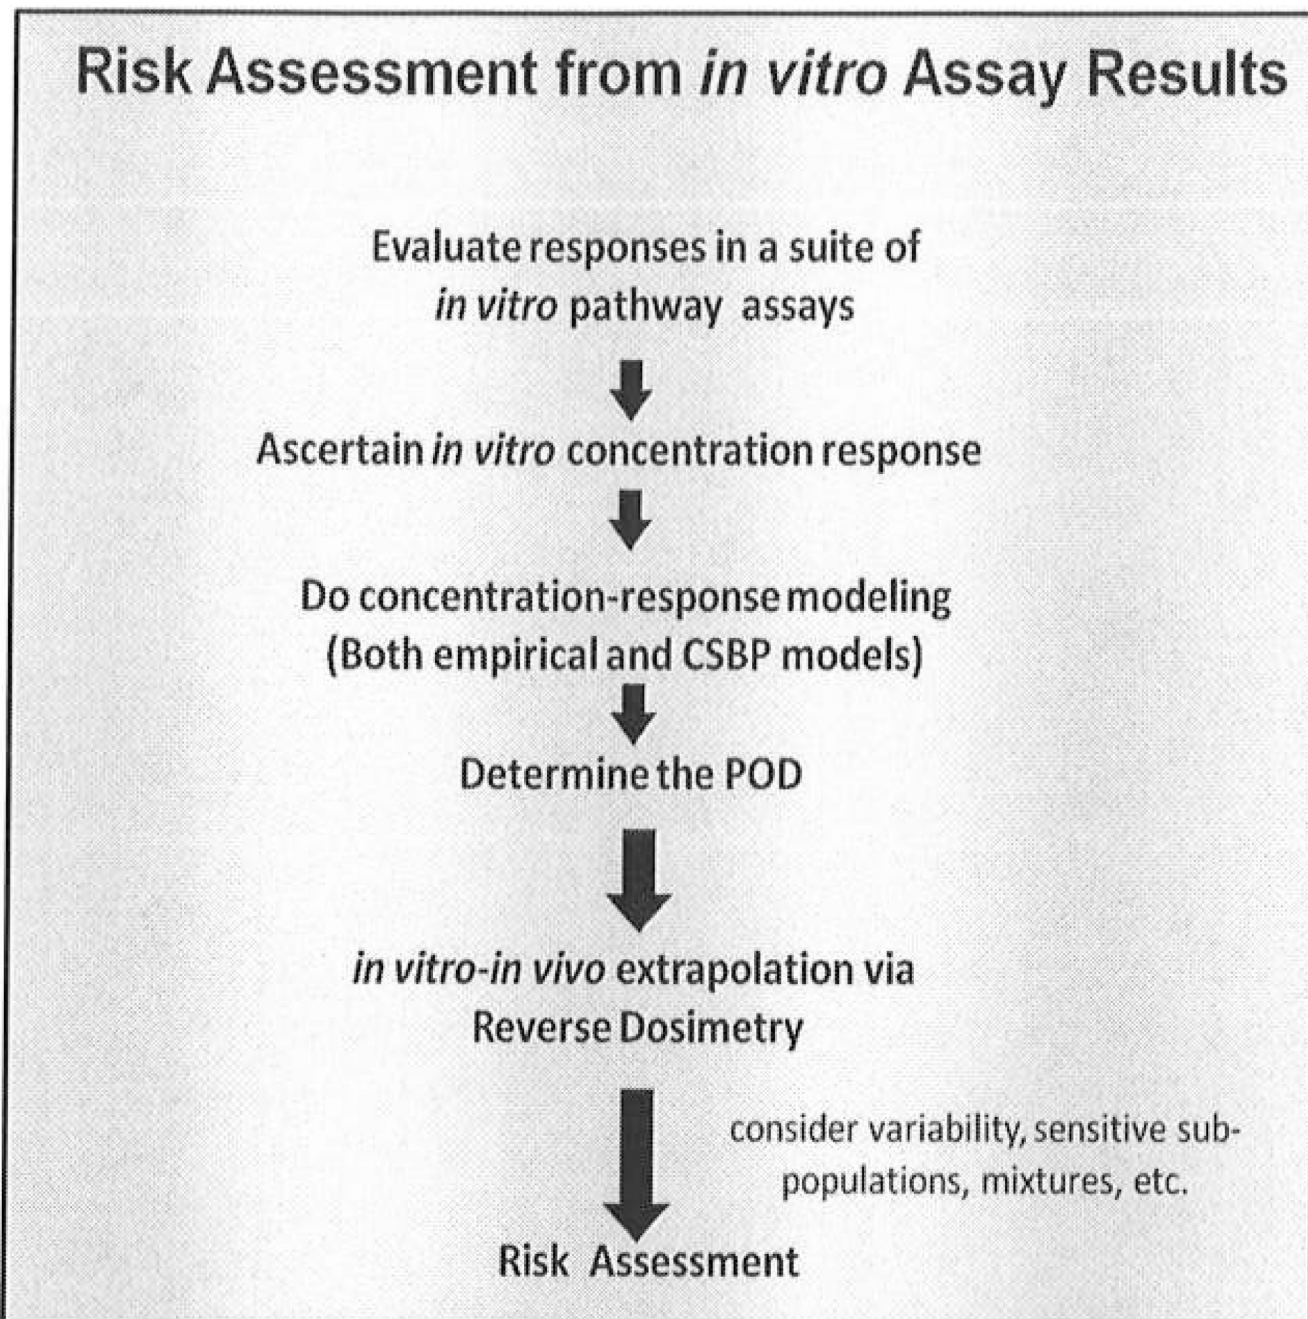 Risk Assessment from in vitro Assay Results
Evaluate responses in a suite of
in vitro pathway assays
Ascertain in vitro concentration response
Do concentration-response modeling
(Both empirical and CSBP models)
Determine the POD
in vitro-in vivo extrapolation via
Reverse Dosimetry
consider variability, sensitive sub-
populations, mixtures, etc.
Risk Assessment